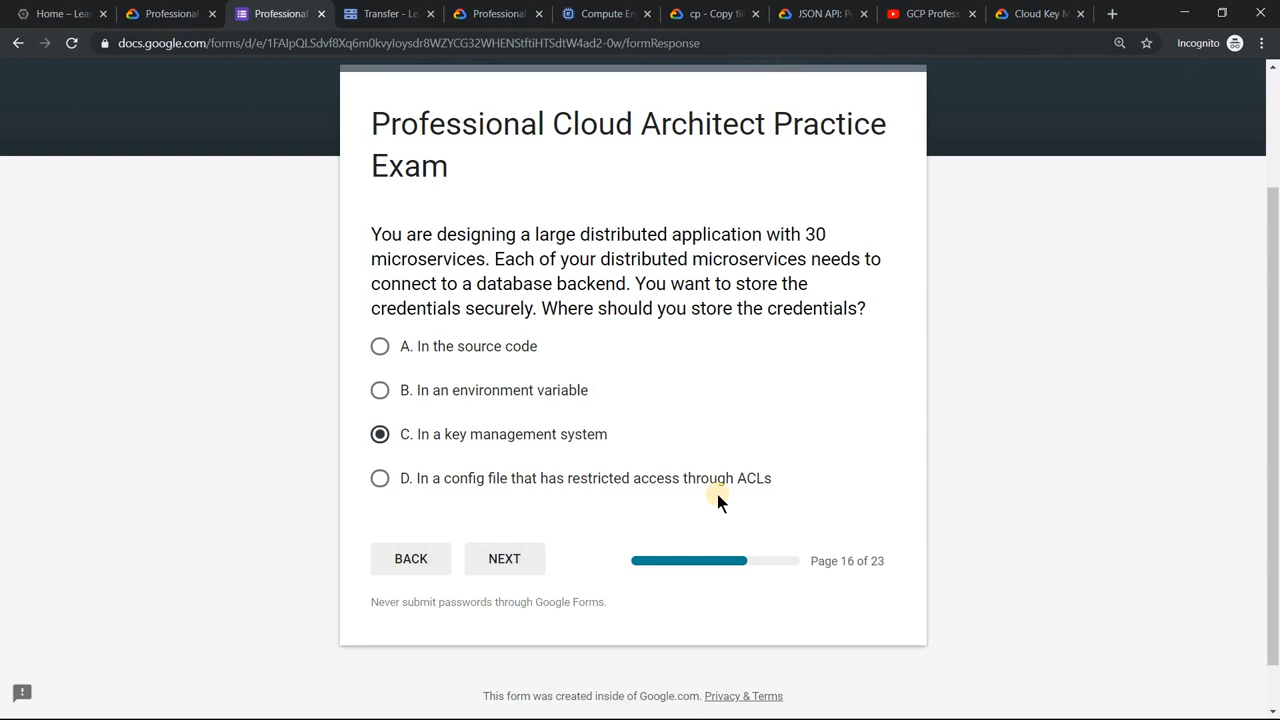 Home – Lea
Professional
Professional
Transfer - Le
Professional
Compute En
cp - Copy fil
JSON API: P
GCP Profess
Cloud Key M
docs.google.com/forms/d/e/1FAIpQLSdvf8Xq6m0kvyloysdr8WZYCG32WHENStftiHTSdtW4ad2-0w/formResponse
Incognito
Professional Cloud Architect Practice
Exam
You are designing a large distributed application with 30
microservices. Each of your distributed microservices needs to
connect to a database backend. You want to store the
credentials securely. Where should you store the credentials?
A. In the source code
B. In an environment variable
C. In a key management system
D. In a config file that has restricted access through ACLs
BACK
NEXT
Page 16 of 23
Never submit passwords through Google Forms.
This form was created inside of Google.com. Privacy & Terms